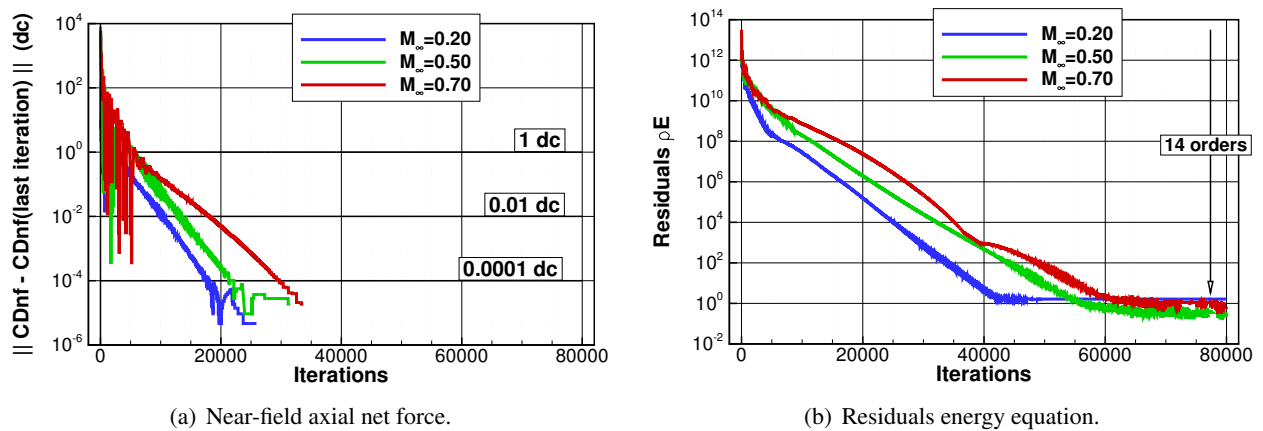 || CDnf - CDnf(last iteration) || (dc)
10^4
10^2
10^0
10^-2
10^-4
10^-6
M∞=0.20
M∞=0.50
M∞=0.70
1 dc
0.01 dc
0.0001 dc
0 20000 40000 60000 80000
Iterations
(a) Near-field axial net force.
Residuals ρE
10^14
10^12
10^10
10^8
10^6
10^4
10^2
10^0
10^-2
M∞=0.20
M∞=0.50
M∞=0.70
14 orders
0 20000 40000 60000 80000
Iterations
(b) Residuals energy equation.